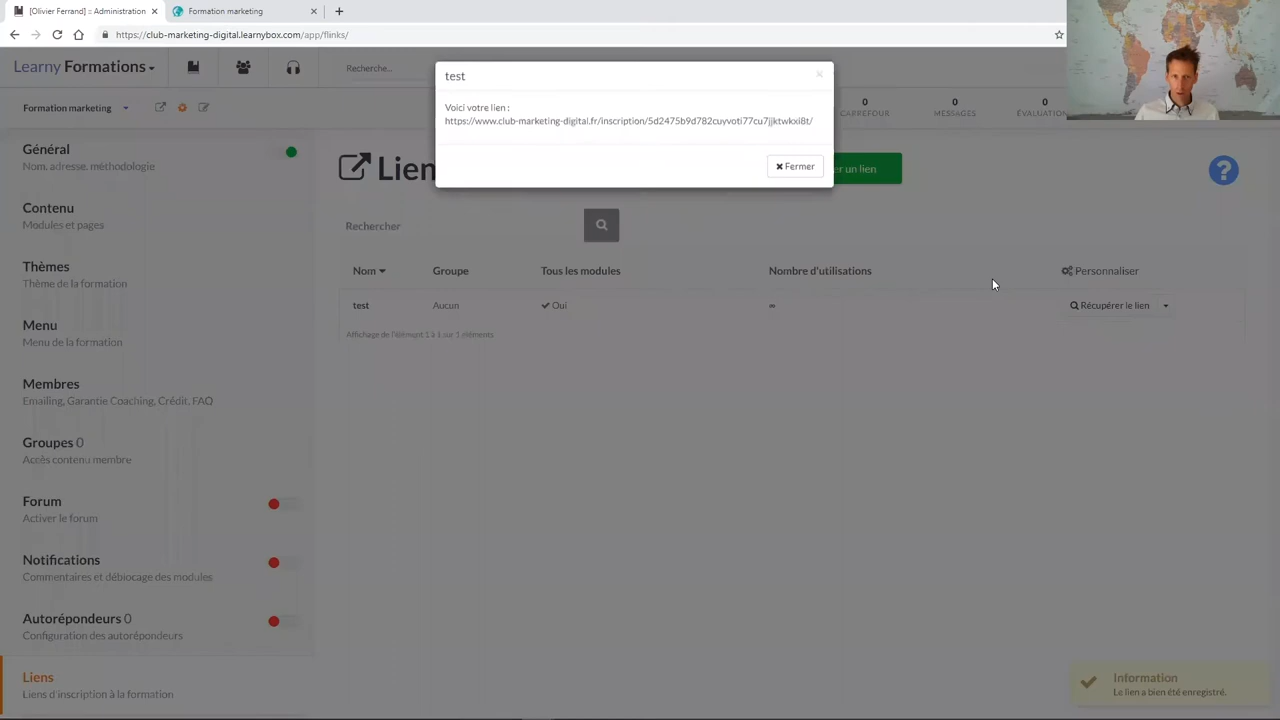 [Olivier Ferrand] :: Administration
Formation marketing
https://club-marketing-digital.learnybox.com/app/flinks/
Learny Formations
Recherche...
Formation marketing
0
CARREFOUR
0
MESSAGES
0
ÉVALUATION
test
×
Voici votre lien :
https://www.club-marketing-digital.fr/inscription/5d2475b9d782cuyvoti77cu7jjktwkxi8t/
Fermer
Général
Nom, adresse, méthodologie
Contenu
Modules et pages
Thèmes
Thème de la formation
Menu
Menu de la formation
Membres
Emailing, Garantie Coaching, Crédit, FAQ
Groupes 0
Accès contenu membre
Forum
Activer le forum
Notifications
Commentaires et déblocage des modules
Autorépondeurs 0
Configuration des autorépondeurs
Liens
Liens d'inscription à la formation
Lien
er un lien
?
Rechercher
Nom
Groupe
Tous les modules
Nombre d'utilisations
Personnaliser
test
Aucun
Oui
∞
Récupérer le lien
Affichage de l'élément 1 à 1 sur 1 éléments
Information
Le lien a bien été enregistré.